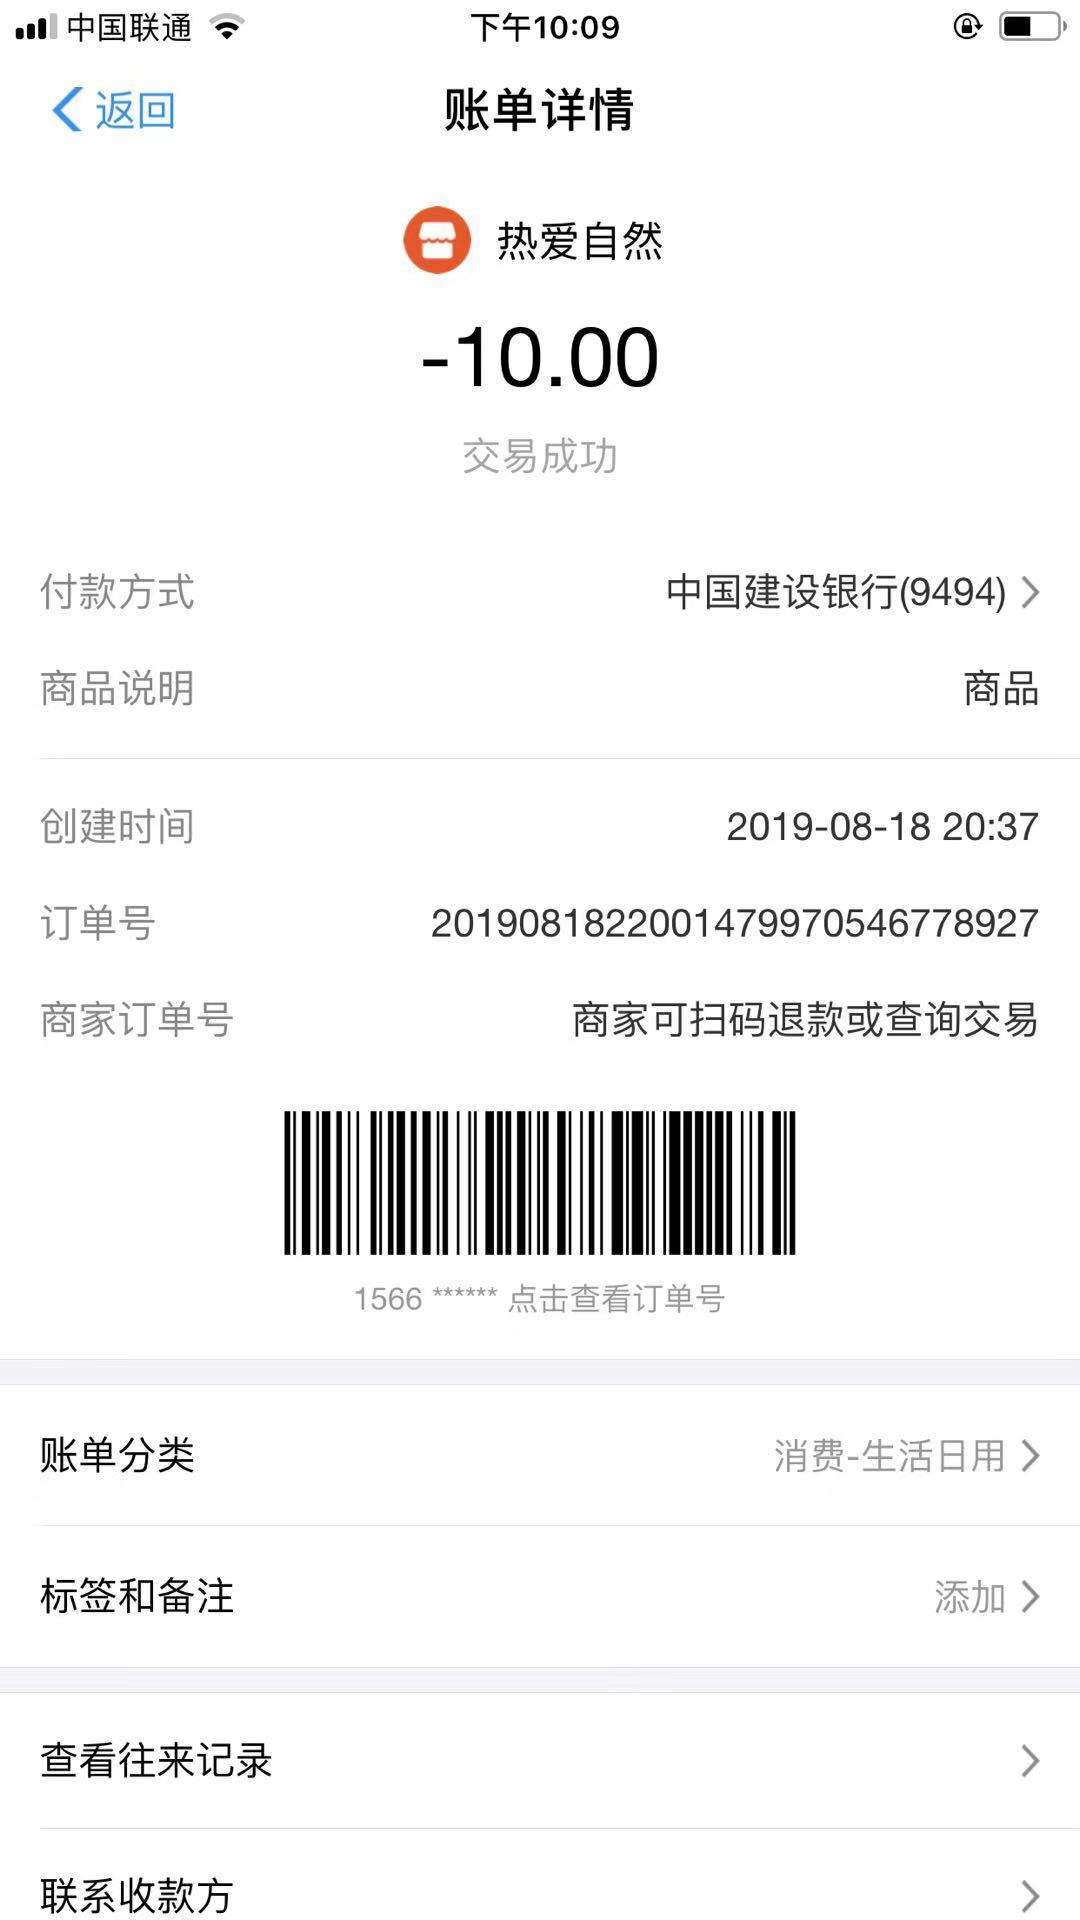 中国联通 下午10:09
返回 账单详情
热爱自然
-10.00
交易成功
付款方式 中国建设银行(9494)
商品说明 商品
创建时间 2019-08-18 20:37
订单号 2019081822001479970546778927
商家订单号 商家可扫码退款或查询交易
1566 ****** 点击查看订单号
账单分类 消费-生活日用
标签和备注 添加
查看往来记录
联系收款方